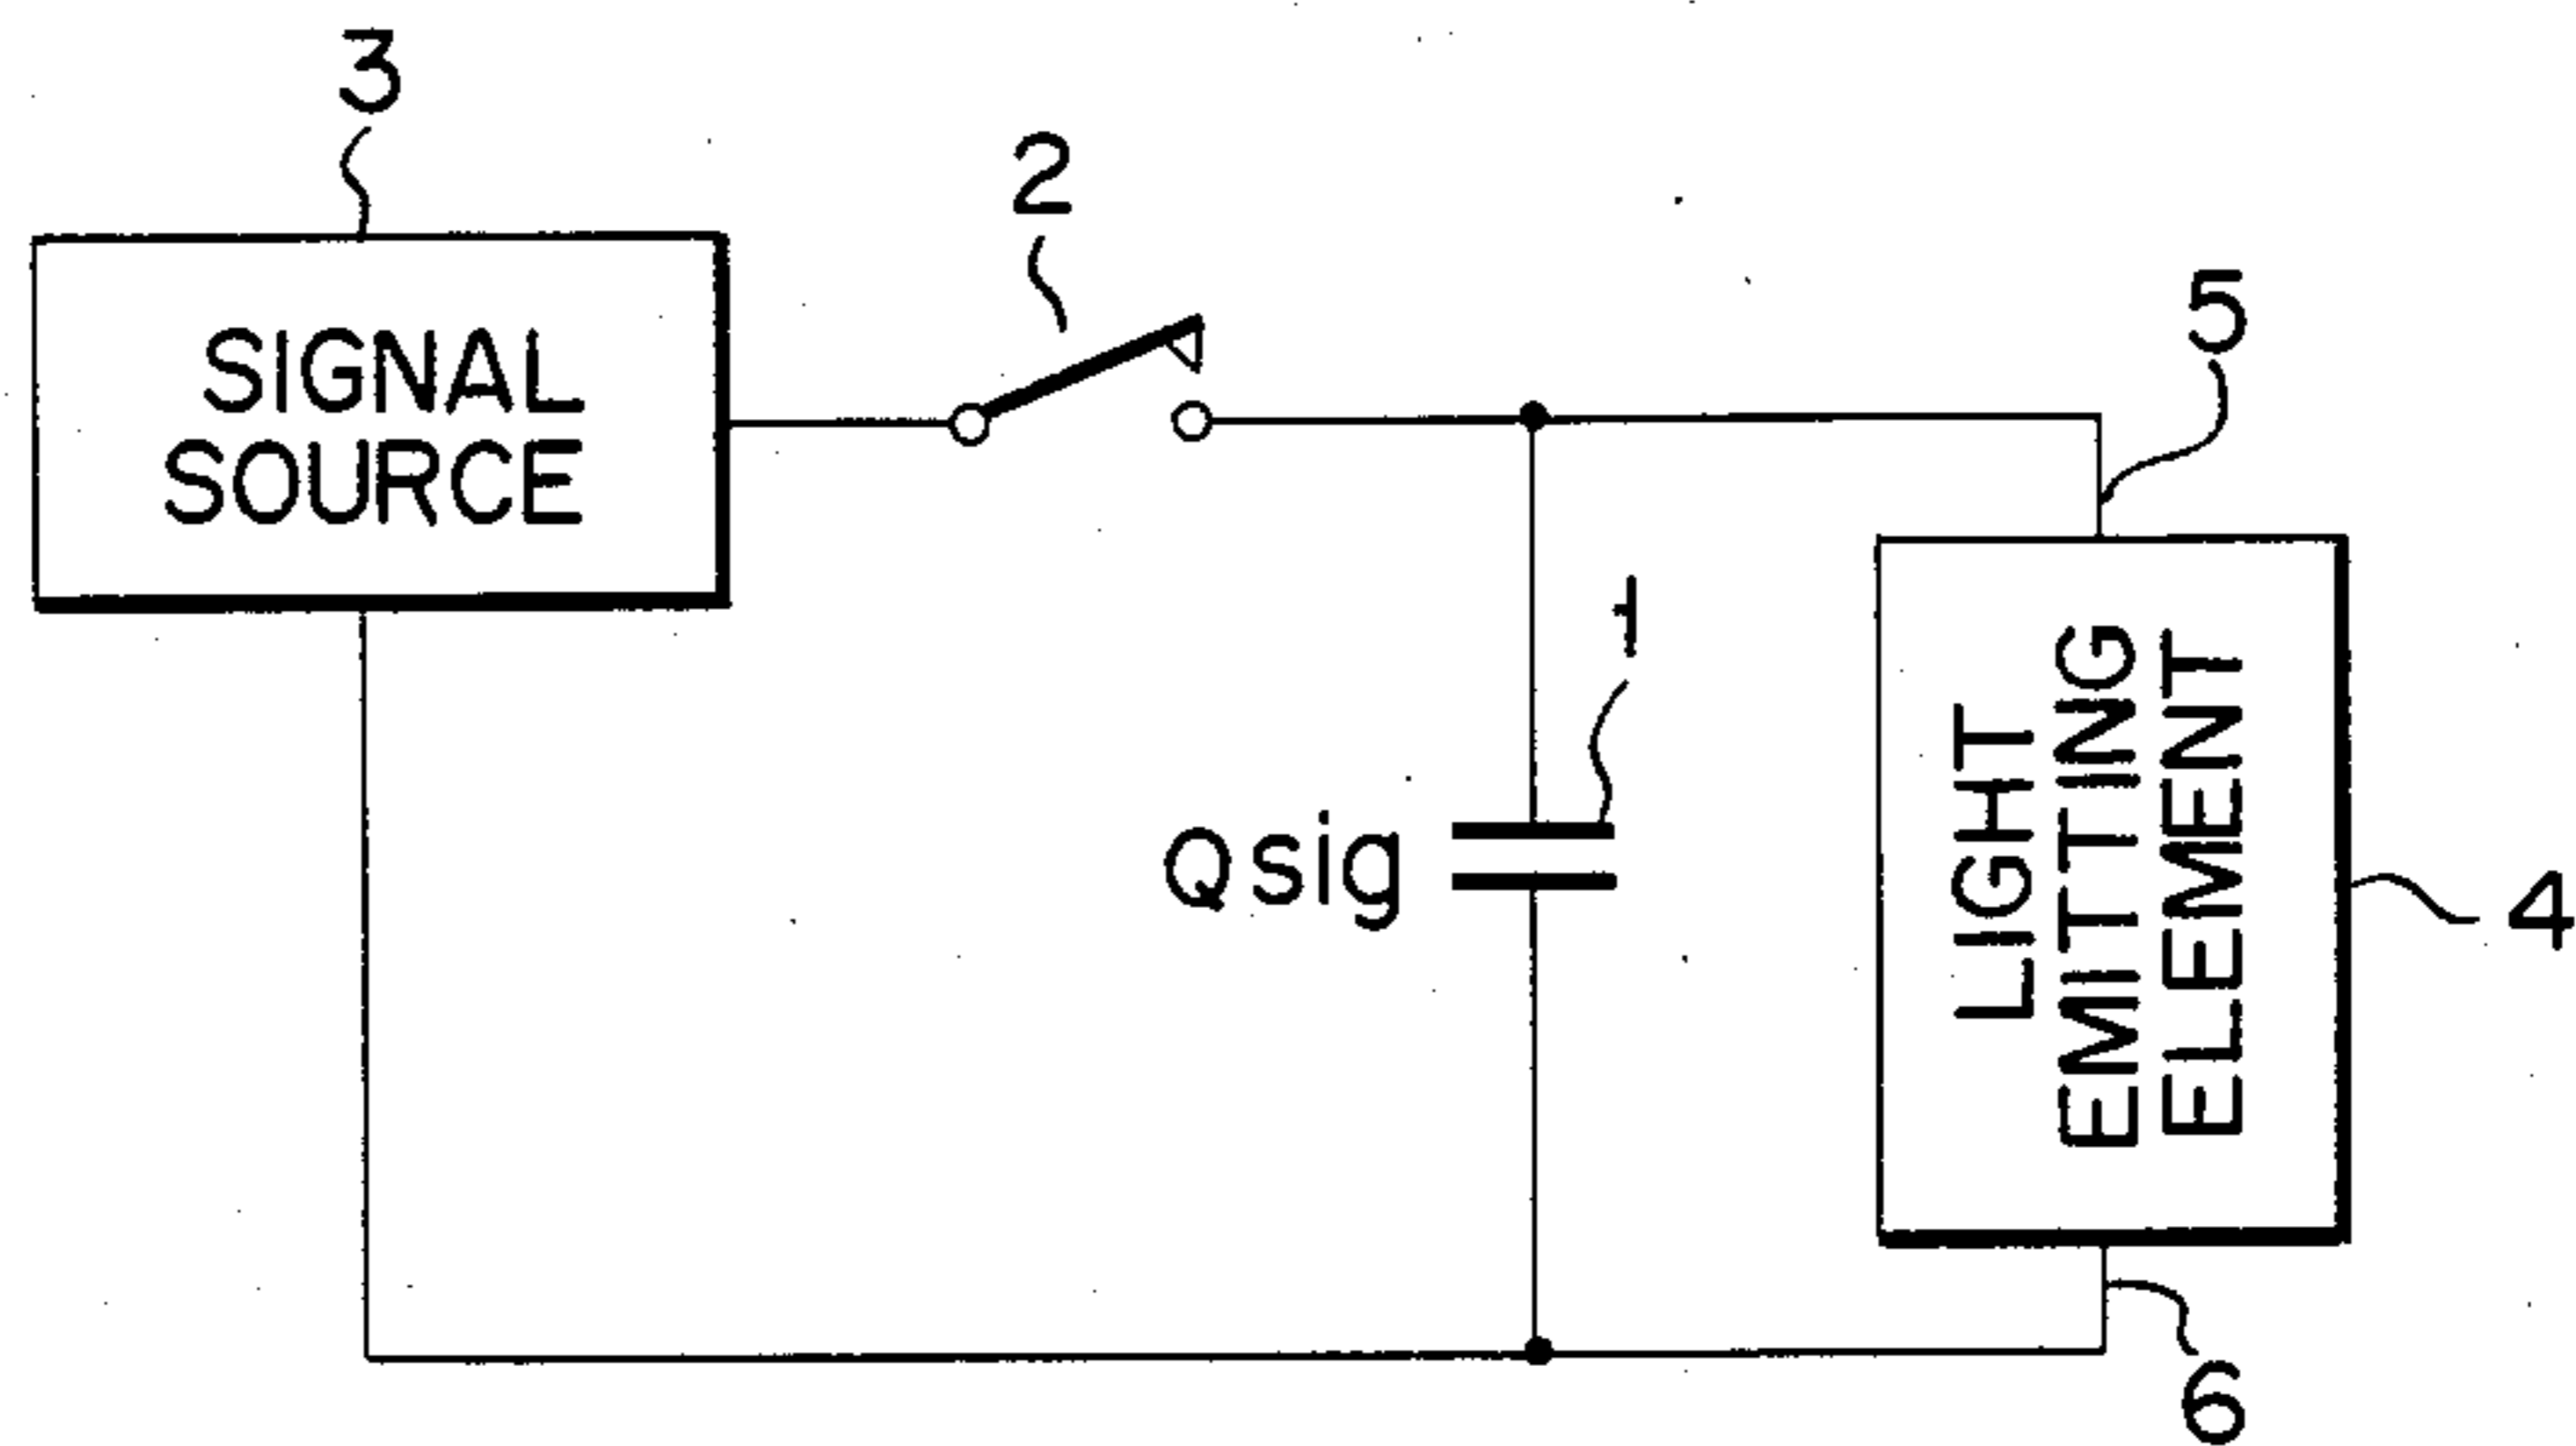 3
2
SIGNAL
SOURCE
5
1
Qsig
LIGHT
EMITTING
ELEMENT
4
6